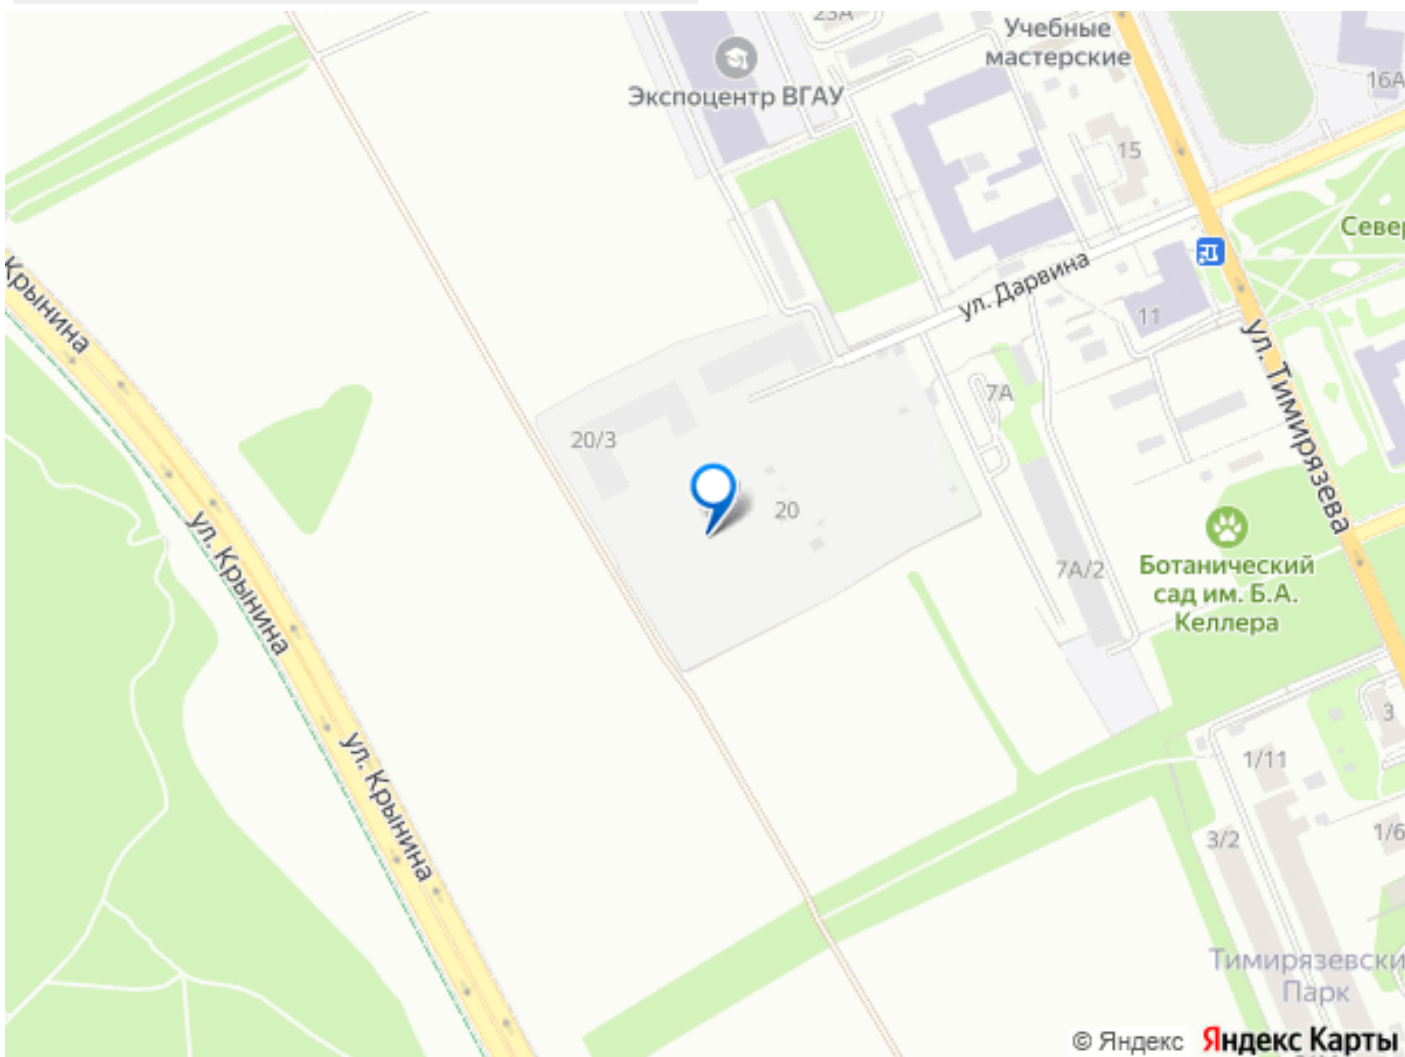 23А
Учебные
мастерские
16А
Экспоцентр ВГАУ
15
Север
ул. Дарвина
Крынина
11
ул. Тимирязева
7А
20/3
20
ул. Крынина
7А/2
Ботанический
сад им. Б.А.
Келлера
3
1/11
ул. Крынина
3/2
1/6
Тимирязевски
Парк
© Яндекс Яндекс Карты